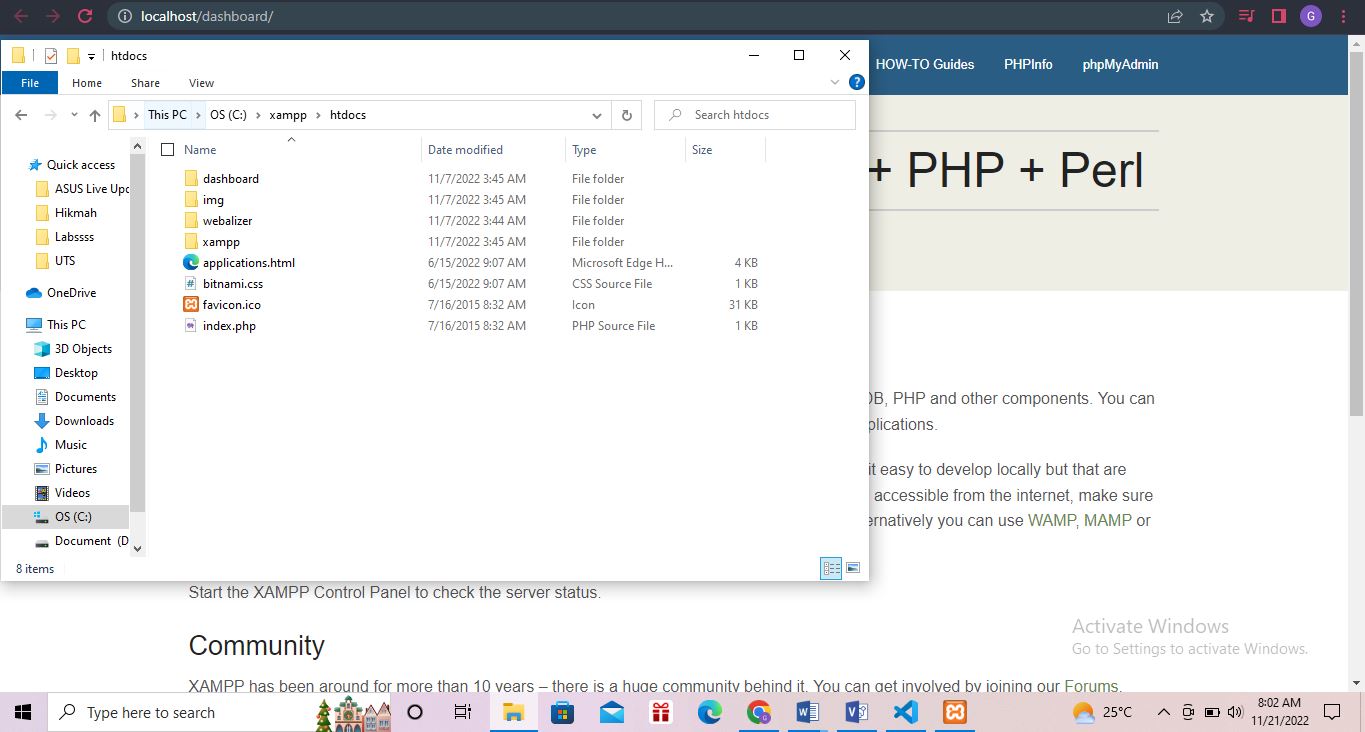 localhost/dashboard/
G
htdocs
File Home Share View
?
This PC OS (C:) xampp htdocs
Search htdocs
Name Date modified Type Size
Quick access
ASUS Live Upd
Hikmah
Labssss
UTS
OneDrive
This PC
3D Objects
Desktop
Documents
Downloads
Music
Pictures
Videos
OS (C:)
Document (D
dashboard 11/7/2022 3:45 AM File folder
img 11/7/2022 3:45 AM File folder
webalizer 11/7/2022 3:44 AM File folder
xampp 11/7/2022 3:45 AM File folder
applications.html 6/15/2022 9:07 AM Microsoft Edge H... 4 KB
bitnami.css 6/15/2022 9:07 AM CSS Source File 1 KB
favicon.ico 7/16/2015 8:32 AM Icon 31 KB
index.php 7/16/2015 8:32 AM PHP Source File 1 KB
8 items
HOW-TO Guides PHPInfo phpMyAdmin
+ PHP + Perl
DB, PHP and other components. You can
plications.
it easy to develop locally but that are
accessible from the internet, make sure
ernatively you can use WAMP, MAMP or
Start the XAMPP Control Panel to check the server status.
Community
XAMPP has been around for more than 10 years – there is a huge community behind it. You can get involved by joining our Forums,
Activate Windows
Go to Settings to activate Windows.
Type here to search
25°C
8:02 AM
11/21/2022